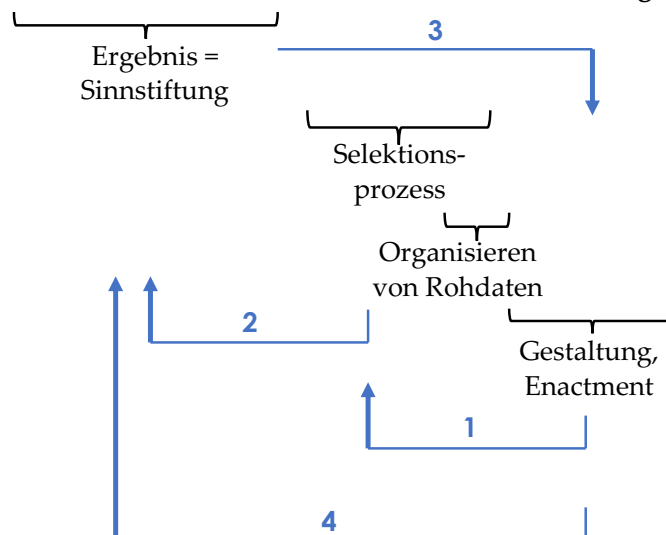 3
Ergebnis =
Sinnstiftung
Selektions-
prozess
Organisieren
von Rohdaten
2
Gestaltung,
Enactment
1
4